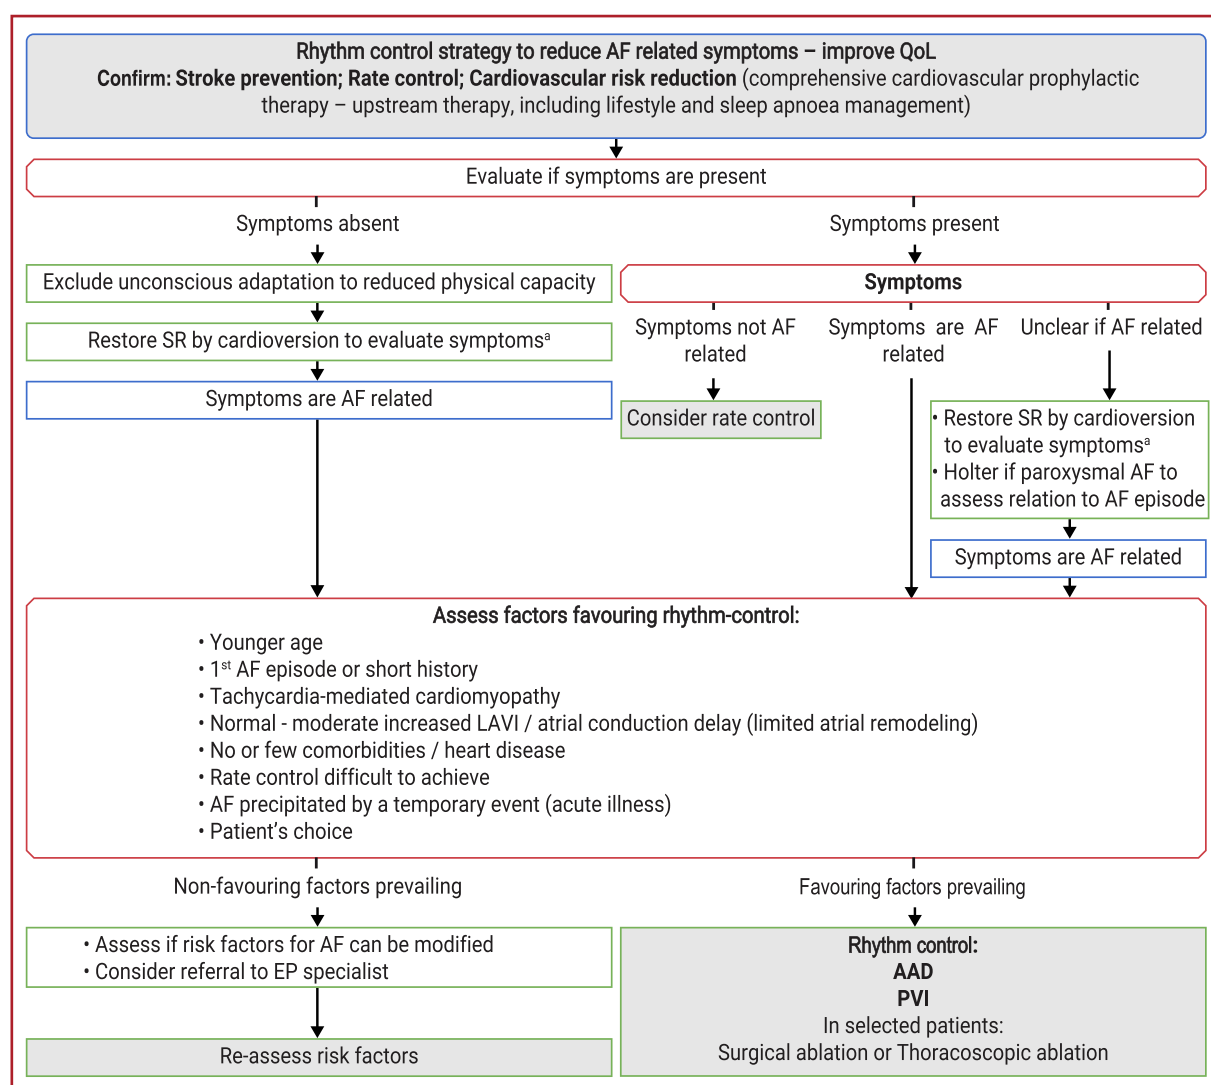 Rhythm control strategy to reduce AF related symptoms – improve QoL
Confirm: Stroke prevention; Rate control; Cardiovascular risk reduction (comprehensive cardiovascular prophylactic
therapy – upstream therapy, including lifestyle and sleep apnoea management)
Evaluate if symptoms are present
Symptoms absent
Symptoms present
Exclude unconscious adaptation to reduced physical capacity
Symptoms
Restore SR by cardioversion to evaluate symptomsᵃ
Symptoms are AF related
Symptoms not AF
related
Symptoms are AF
related
Unclear if AF related
Consider rate control
• Restore SR by cardioversion
to evaluate symptomsᵃ
• Holter if paroxysmal AF to
assess relation to AF episode
Symptoms are AF related
Assess factors favouring rhythm-control:
• Younger age
• 1ˢᵗ AF episode or short history
• Tachycardia-mediated cardiomyopathy
• Normal - moderate increased LAVI / atrial conduction delay (limited atrial remodeling)
• No or few comorbidities / heart disease
• Rate control difficult to achieve
• AF precipitated by a temporary event (acute illness)
• Patient’s choice
Non-favouring factors prevailing
Favouring factors prevailing
• Assess if risk factors for AF can be modified
• Consider referral to EP specialist
Re-assess risk factors
Rhythm control:
AAD
PVI
In selected patients:
Surgical ablation or Thoracoscopic ablation